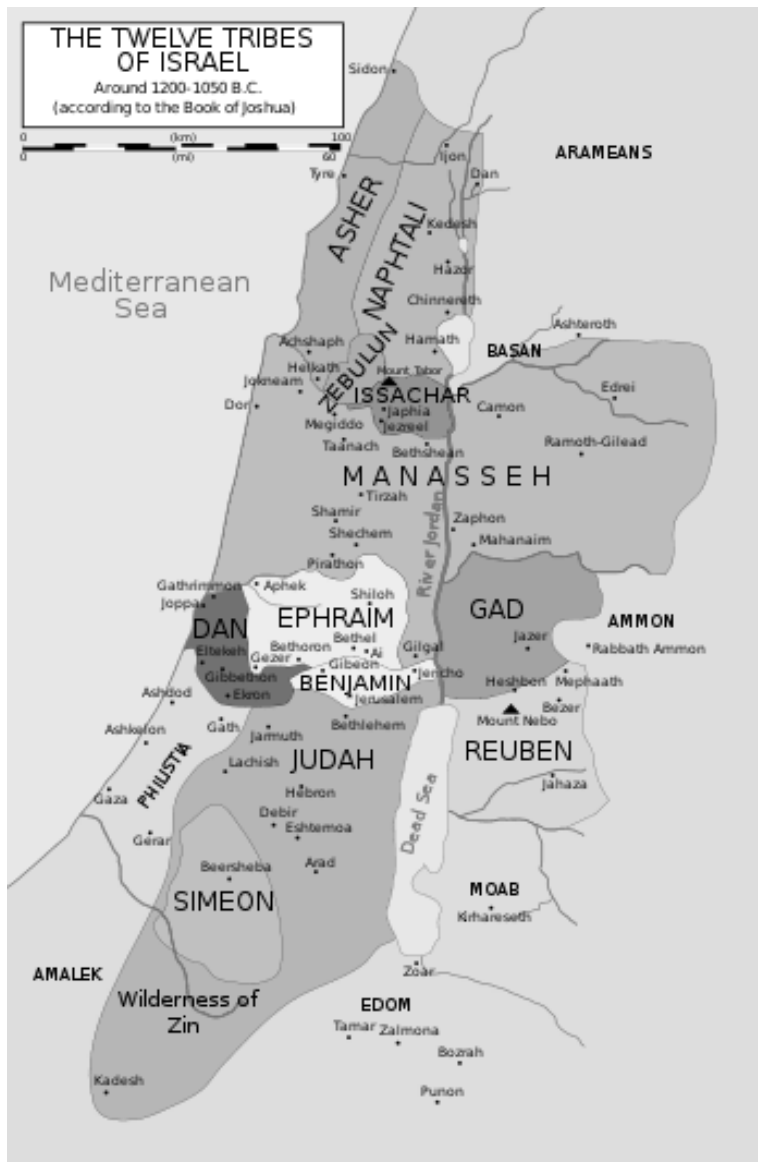 THE TWELVE TRIBES
OF ISRAEL
Around 1200-1050 B.C.
(according to the Book of Joshua)
0 (km) 100
0 (mi) 60
Sidon
ARAMEANS
Ijon
Tyre
Dan
ASHER
NAPHTALI
Kedesh
Hazor
Mediterranean
Sea
Chinnereth
Ashteroth
Achshaph
Hamath
BASAN
Helkath
ZEBULUN
Mount Tabor
Jokneam
ISSACHAR
Edrei
Dor
Japhia
Camon
Megiddo
Jezreel
Taanach
Bethshean
Ramoth-Gilead
MANASSEH
Tirzah
Shamir
Zaphon
Shechem
Mahanaim
River Jordan
Pirathon
Gathrimmon
Aphek
Joppa
Shiloh
EPHRAIM
GAD
DAN
AMMON
Bethel
Jazer
Eltekeh
Bethoron
Ai
Gilgal
Rabbath Ammon
Gezer
Gibeon
Gibbethon
BENJAMIN
Jericho
Heshbon
Mephaath
Ashdod
Ekron
Jerusalem
Bezer
Gath
Bethlehem
Mount Nebo
Ashkelon
Jarmuth
REUBEN
PHILISTIA
Lachish
JUDAH
Jahaza
Gaza
Hebron
Dead Sea
Debir
Gerar
Eshtemoa
Beersheba
Arad
SIMEON
MOAB
Kirhareseth
AMALEK
Zoar
Wilderness of
Zin
EDOM
Tamar
Zalmona
Bozrah
Kadesh
Punon